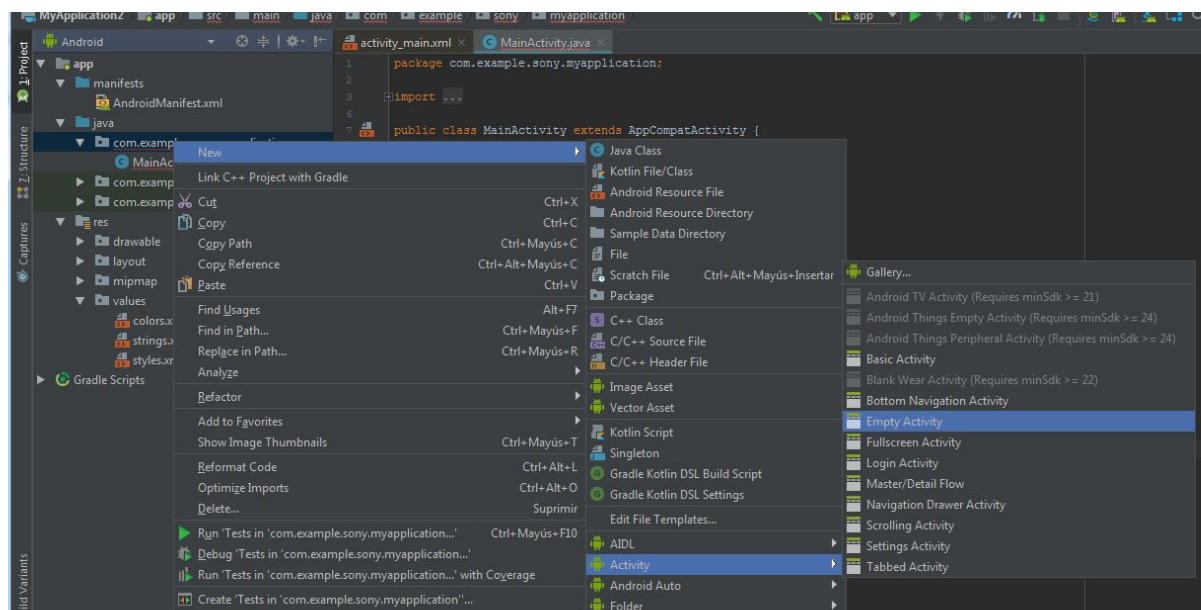 MyApplication2 app src main java com example sony myapplication app
Android
activity_main.xml × MainActivity.java ×
1: Project
Z: Structure
Captures
ild Variants
app
manifests
AndroidManifest.xml
java
com.exampl
MainAc
com.examp
com.examp
res
drawable
layout
mipmap
values
colors.x
strings.x
styles.xr
Gradle Scripts
1 package com.example.sony.myapplication;
2
3 import ...
6
7 public class MainActivity extends AppCompatActivity {
New
Link C++ Project with Gradle
Cut Ctrl+X
Copy Ctrl+C
Copy Path Ctrl+Mayús+C
Copy Reference Ctrl+Alt+Mayús+C
Paste Ctrl+V
Find Usages Alt+F7
Find in Path... Ctrl+Mayús+F
Replace in Path... Ctrl+Mayús+R
Analyze
Refactor
Add to Favorites
Show Image Thumbnails Ctrl+Mayús+T
Reformat Code Ctrl+Alt+L
Optimize Imports Ctrl+Alt+O
Delete... Suprimir
Run 'Tests in 'com.example.sony.myapplication...' Ctrl+Mayús+F10
Debug 'Tests in 'com.example.sony.myapplication...'
Run 'Tests in 'com.example.sony.myapplication...' with Coverage
Create 'Tests in 'com.example.sony.myapplication''...
Java Class
Kotlin File/Class
Android Resource File
Android Resource Directory
Sample Data Directory
File
Scratch File Ctrl+Alt+Mayús+Insertar
Package
C++ Class
C/C++ Source File
C/C++ Header File
Image Asset
Vector Asset
Kotlin Script
Singleton
Gradle Kotlin DSL Build Script
Gradle Kotlin DSL Settings
Edit File Templates...
AIDL
Activity
Android Auto
Folder
Gallery...
Android TV Activity (Requires minSdk >= 21)
Android Things Empty Activity (Requires minSdk >= 24)
Android Things Peripheral Activity (Requires minSdk >= 24)
Basic Activity
Blank Wear Activity (Requires minSdk >= 22)
Bottom Navigation Activity
Empty Activity
Fullscreen Activity
Login Activity
Master/Detail Flow
Navigation Drawer Activity
Scrolling Activity
Settings Activity
Tabbed Activity